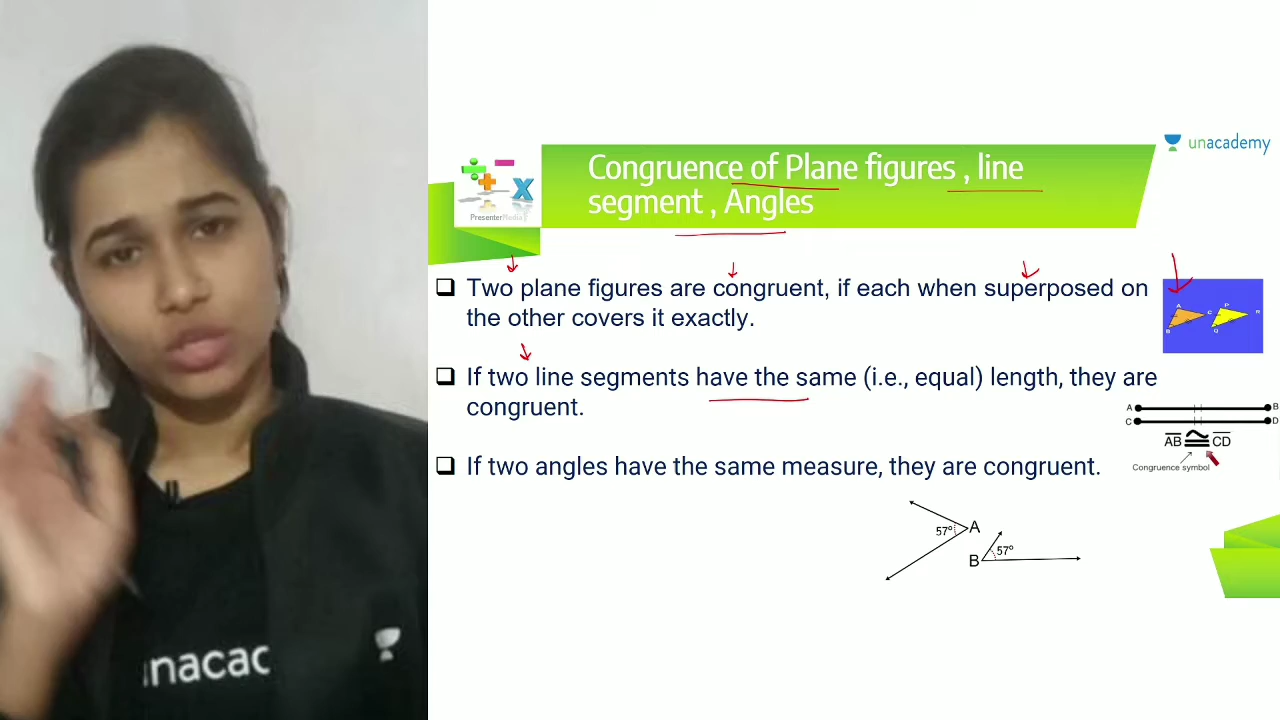 unacademy
Congruence of Plane figures , line
segment , Angles
PresenterMedia
Two plane figures are congruent, if each when superposed on
the other covers it exactly.
A
P
C
R
B
Q
If two line segments have the same (i.e., equal) length, they are
congruent.
A B
C D
AB ≅ CD
Congruence symbol
If two angles have the same measure, they are congruent.
57° A
B 57°
unacac